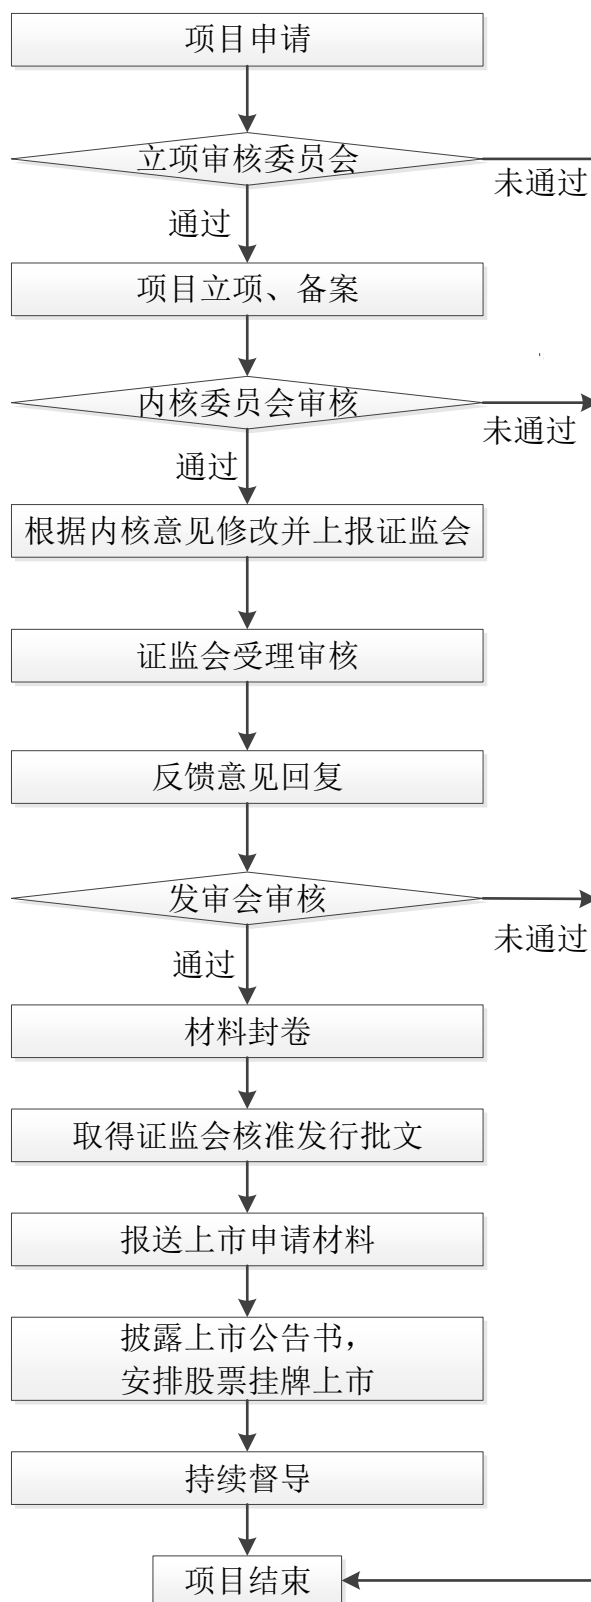 项目申请
立项审核委员会
未通过
通过
项目立项、备案
内核委员会审核
未通过
通过
根据内核意见修改并上报证监会
证监会受理审核
反馈意见回复
发审会审核
未通过
通过
材料封卷
取得证监会核准发行批文
报送上市申请材料
披露上市公告书，
安排股票挂牌上市
持续督导
项目结束